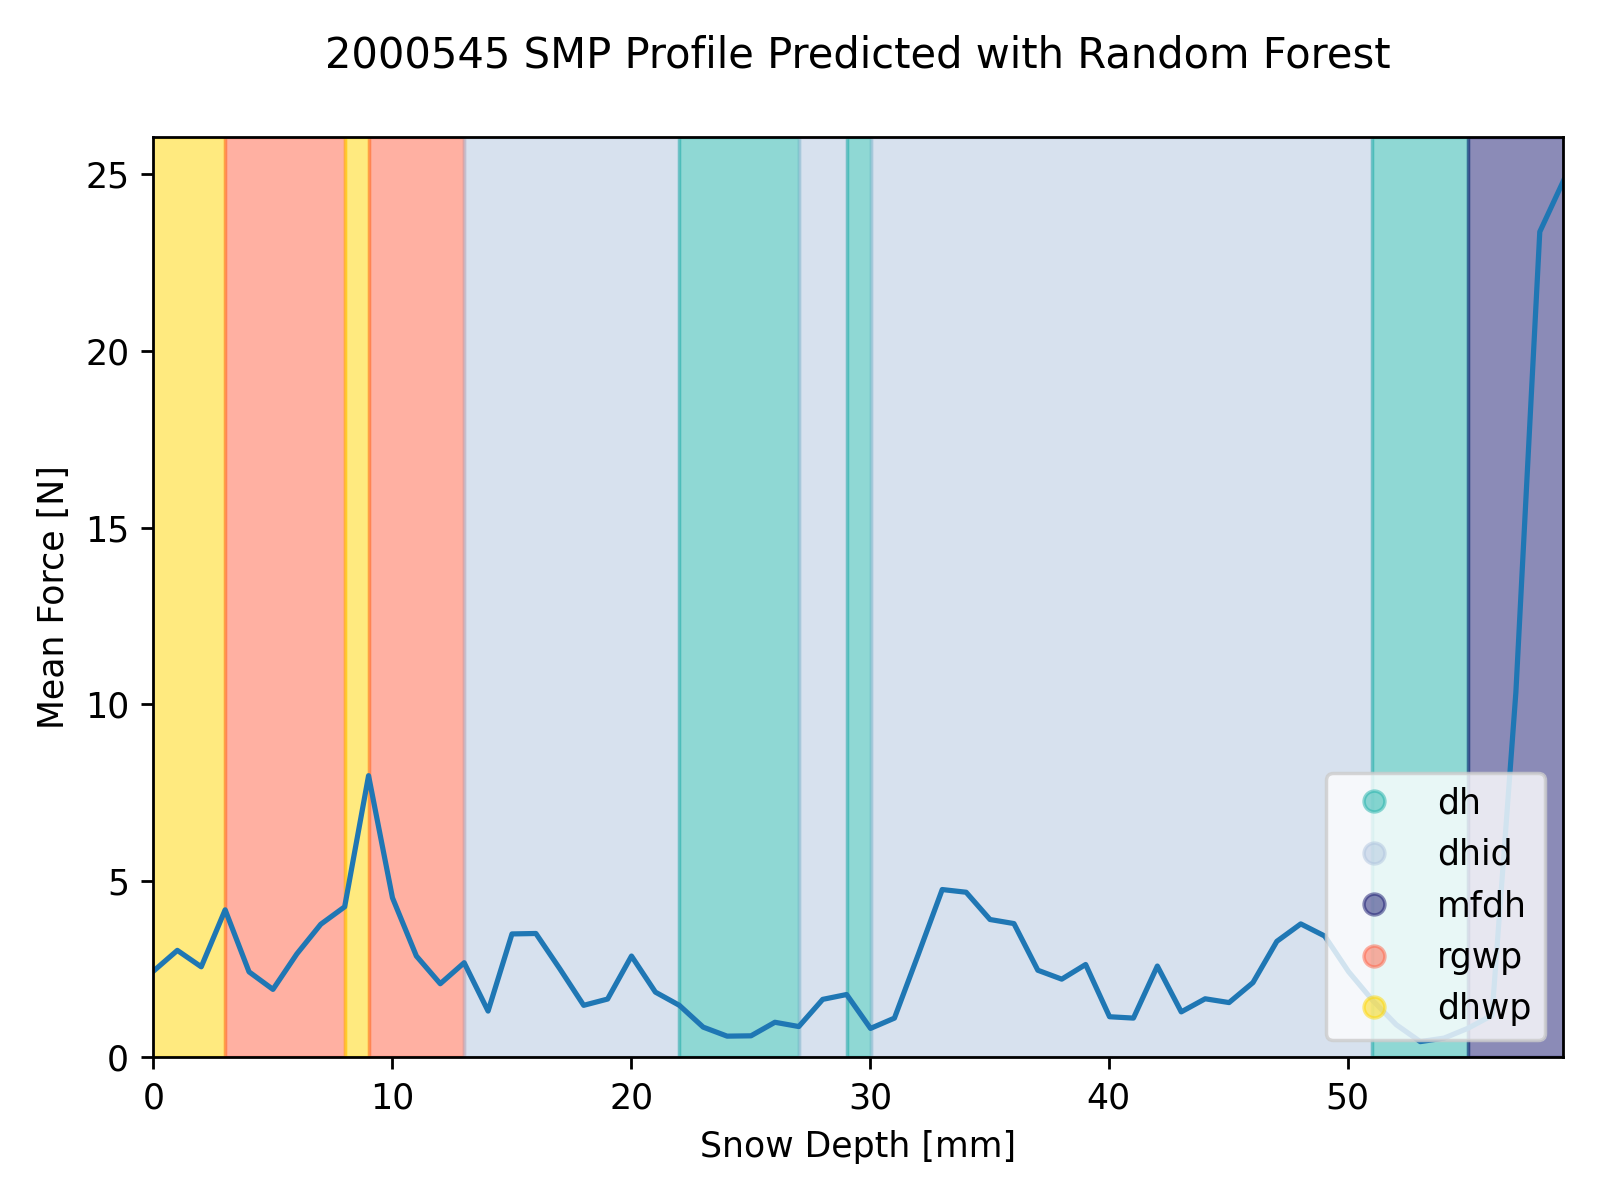 2000545 SMP Profile Predicted with Random Forest
25
20
15
10
5
0
Mean Force [N]
dh
dhid
mfdh
rgwp
dhwp
0 10 20 30 40 50
Snow Depth [mm]